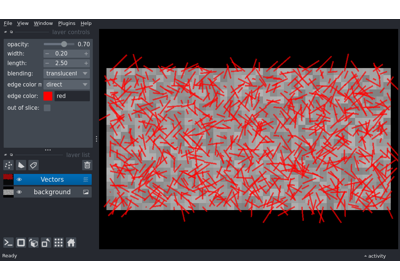 File View Window Plugins Help
layer controls
opacity: 0.70
width: 0.20
length: 2.50
blending: translucent
edge color m direct
edge color: red
out of slice:
layer list
Vectors
background
Ready
activity